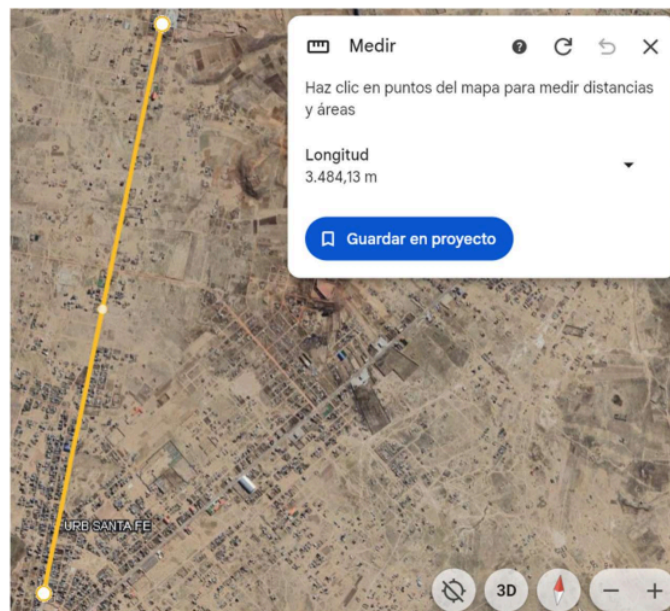 Medir
Haz clic en puntos del mapa para medir distancias
y áreas
Longitud
3.484,13 m
Guardar en proyecto
URB SANTA FE
3D